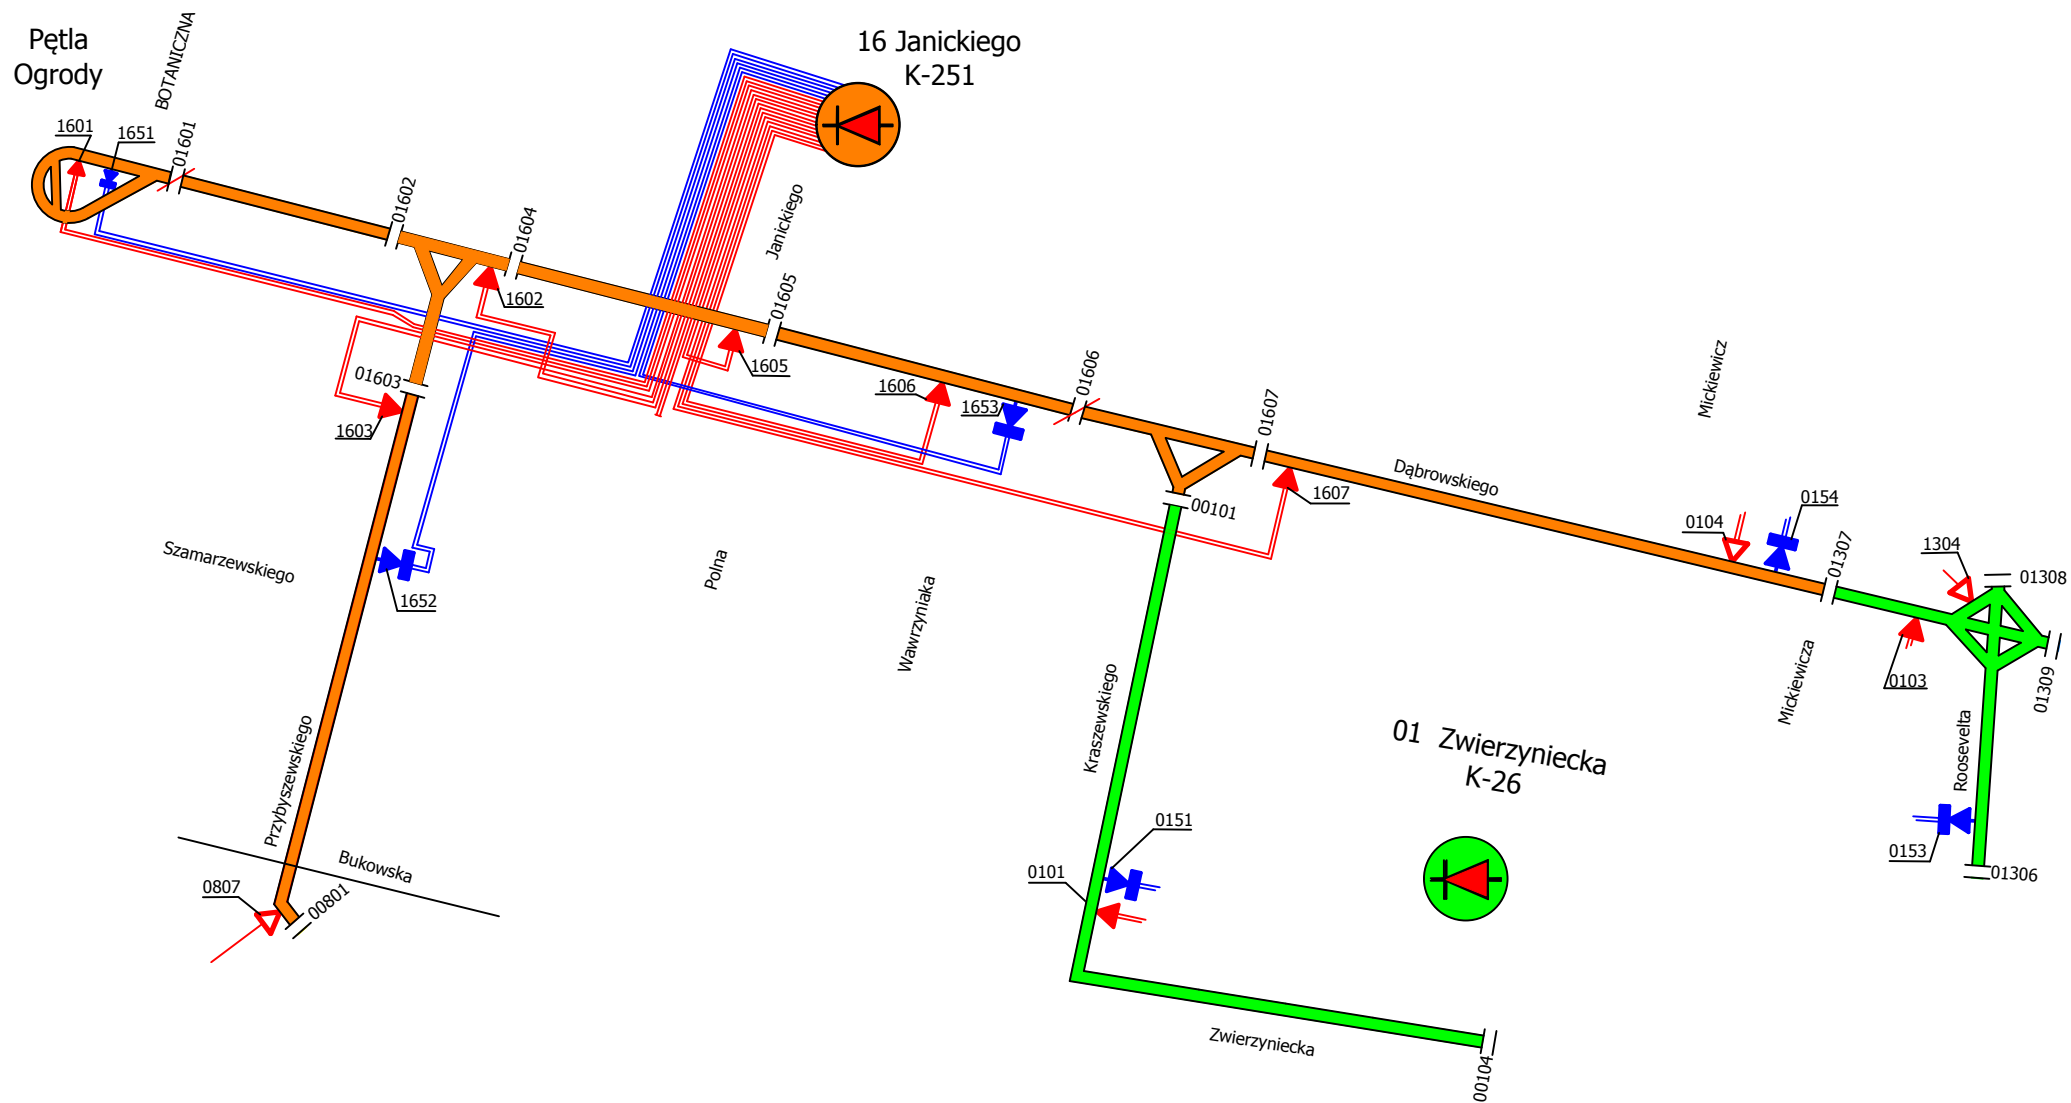 Pętla
Ogrody
BOTANICZNA
16 Janickiego
K-251
1601
1651
01601
01602
01604
Janickiego
01605
1602
1605
01603
1603
1606
1653
01606
01607
Mickiewicz
Dąbrowskiego
1607
00101
0104
0154
01307
1304
01308
Szamarzewskiego
1652
Polna
Wawrzyniaka
Kraszewskiego
Mickiewicza
0103
01309
Roosevelta
01 Zwierzyniecka
K-26
Przybyszewskiego
Bukowska
0807
00801
0151
0101
0153
01306
Zwierzyniecka
00104